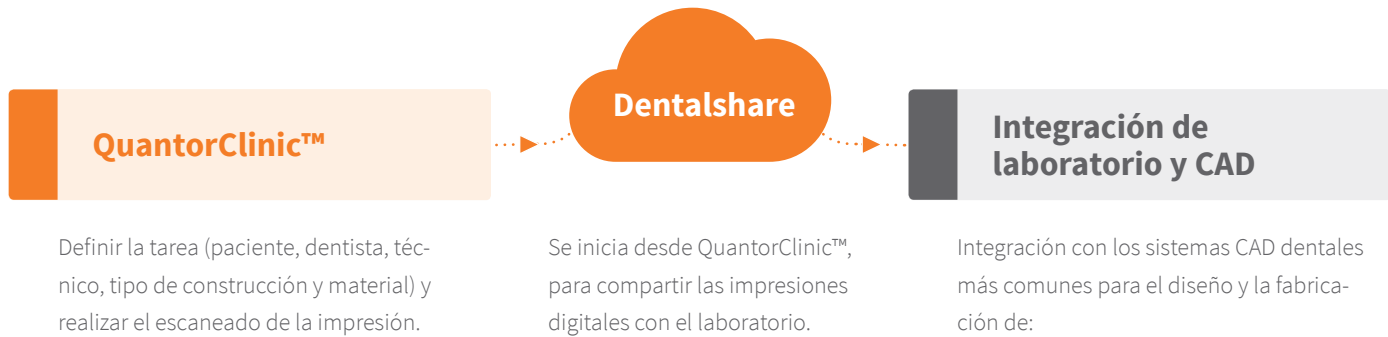 QuantorClinic™
Dentalshare
Integración de
laboratorio y CAD
Definir la tarea (paciente, dentista, téc-
nico, tipo de construcción y material) y
realizar el escaneado de la impresión.
Se inicia desde QuantorClinic™,
para compartir las impresiones
digitales con el laboratorio.
Integración con los sistemas CAD dentales
más comunes para el diseño y la fabrica-
ción de: